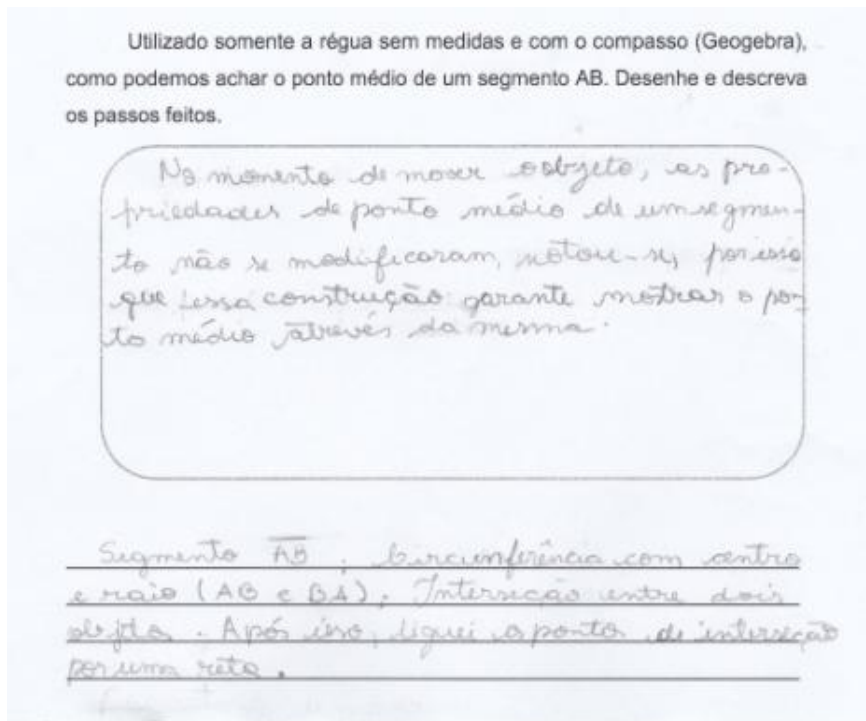 Utilizado somente a régua sem medidas e com o compasso (Geogebra),
como podemos achar o ponto médio de um segmento AB. Desenhe e descreva
os passos feitos.
No momento de mover o objeto, as pro-
priedades de ponto médio de um segmen-
to não se modificaram, notou-se, por isso
que essa construção garante mostrar o pon-
to médio através da mesma.
Segmento AB, Circunferência com centro
e raio (AB e BA), Interseção entre dois
objetos. Após isso, liguei os pontos de interseção
por uma reta.